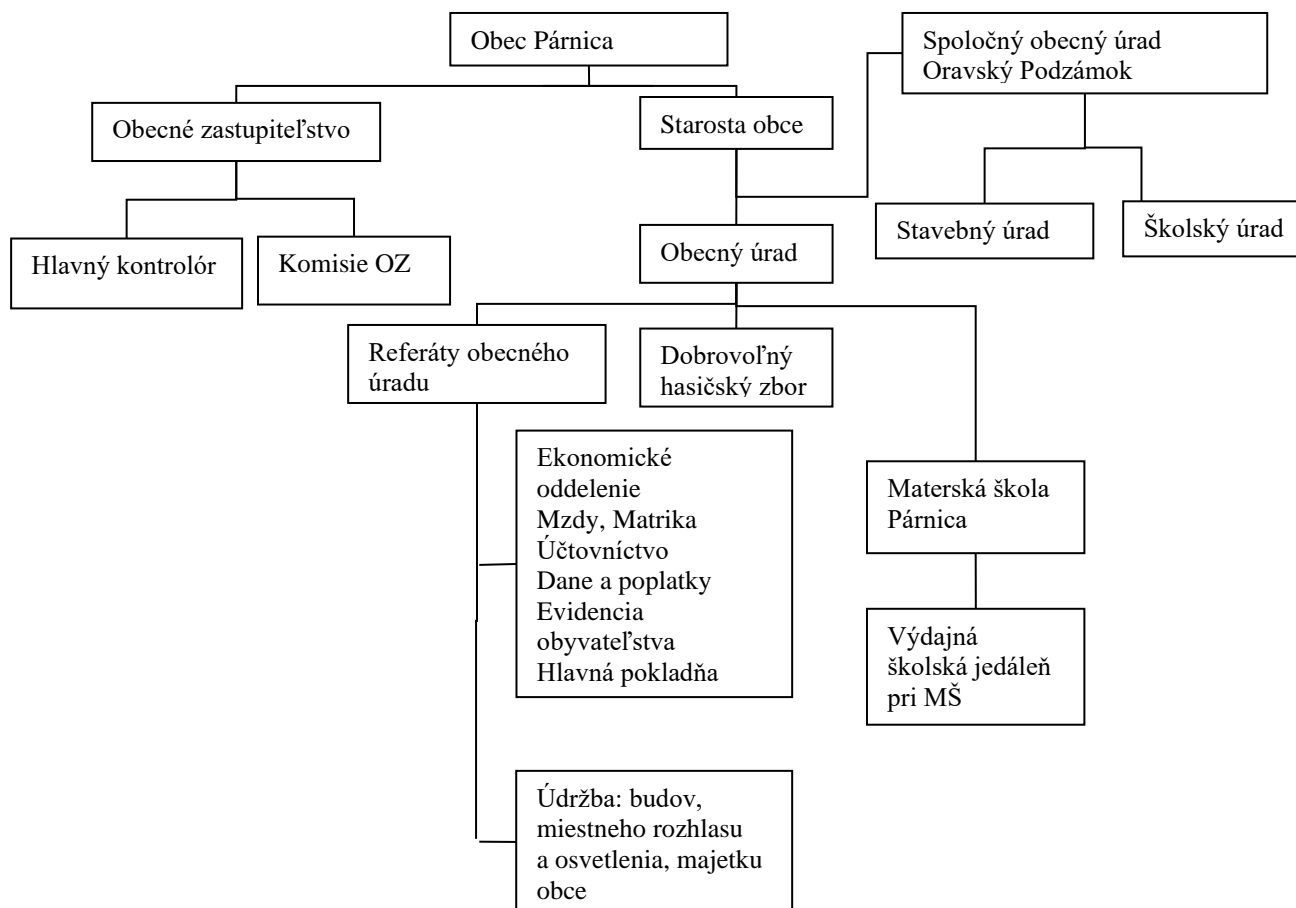 Obec Párnica
Spoločný obecný úrad
Oravský Podzámok
Obecné zastupiteľstvo
Starosta obce
Hlavný kontrolór
Komisie OZ
Obecný úrad
Stavebný úrad
Školský úrad
Referáty obecného
úradu
Dobrovoľný
hasičský zbor
Ekonomické
oddelenie
Mzdy, Matrika
Účtovníctvo
Dane a poplatky
Evidencia
obyvateľstva
Hlavná pokladňa
Materská škola
Párnica
Výdajná
školská jedáleň
pri MŠ
Údržba: budov,
miestneho rozhlasu
a osvetlenia, majetku
obce